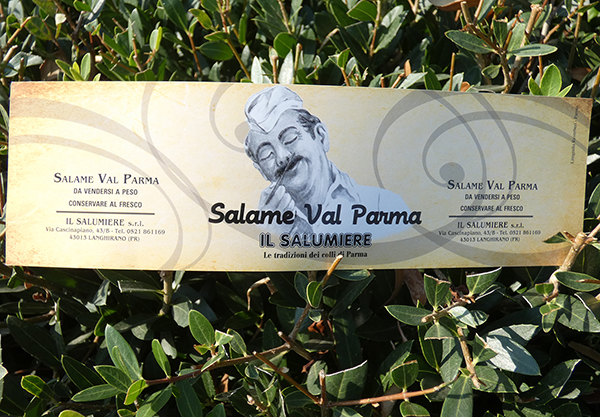 Salame Val Parma
DA VENDERSI A PESO
CONSERVARE AL FRESCO
IL SALUMIERE s.r.l.
Via Cascinapiano, 43/8 - Tel. 0521 861169
43013 LANGHIRANO (PR)
Salame Val Parma
IL SALUMIERE
Le tradizioni dei colli di Parma
Salame Val Parma
DA VENDERSI A PESO
CONSERVARE AL FRESCO
IL SALUMIERE s.r.l.
Via Cascinapiano, 43/8 - Tel. 0521 861169
43013 LANGHIRANO (PR)